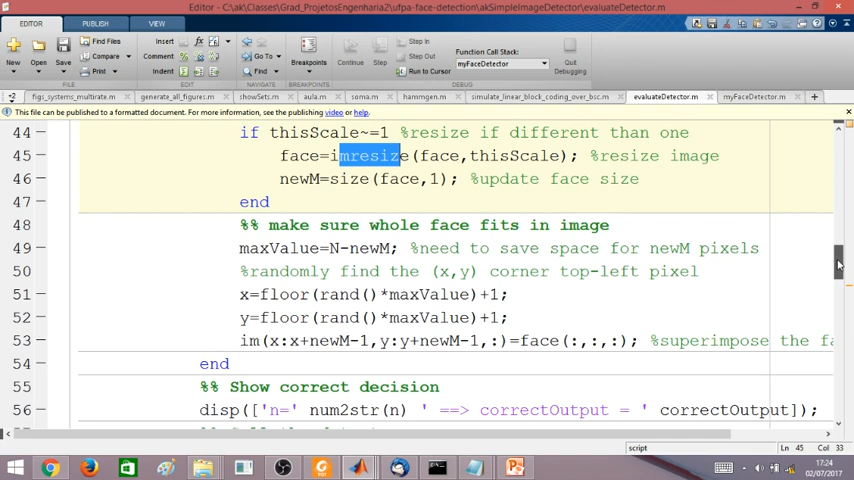 Editor - C:\ak\Classes\Grad_ProjetosEngenharia2\ufpa-face-detection\akSimpleImageDetector\evaluateDetector.m
EDITOR PUBLISH VIEW
New Open Save Find Files Compare Print
Insert fx Comment % Indent
Go To Find
Breakpoints Continue Step Step In Step Out Run to Cursor
Function Call Stack:
myFaceDetector
Quit Debugging
FILE EDIT NAVIGATE BREAKPOINTS DEBUG
figs_systems_multirate.m generate_all_figures.m showSets.m aula.m soma.m hammgen.m simulate_linear_block_coding_over_bsc.m evaluateDetector.m myFaceDetector.m
This file can be published to a formatted document. For more information, see the publishing video or help.
44 if thisScale~=1 %resize if different than one
45 face=imresize(face,thisScale); %resize image
46 newM=size(face,1); %update face size
47 end
48 %% make sure whole face fits in image
49 maxValue=N-newM; %need to save space for newM pixels
50 %randomly find the (x,y) corner top-left pixel
51 x=floor(rand()*maxValue)+1;
52 y=floor(rand()*maxValue)+1;
53 im(x:x+newM-1,y:y+newM-1,:)=face(:,:,:); %superimpose the fa
54 end
55 %% Show correct decision
56 disp(['n=' num2str(n) ' ==> correctOutput = ' correctOutput]);
script Ln 45 Col 33
17:24
02/07/2017